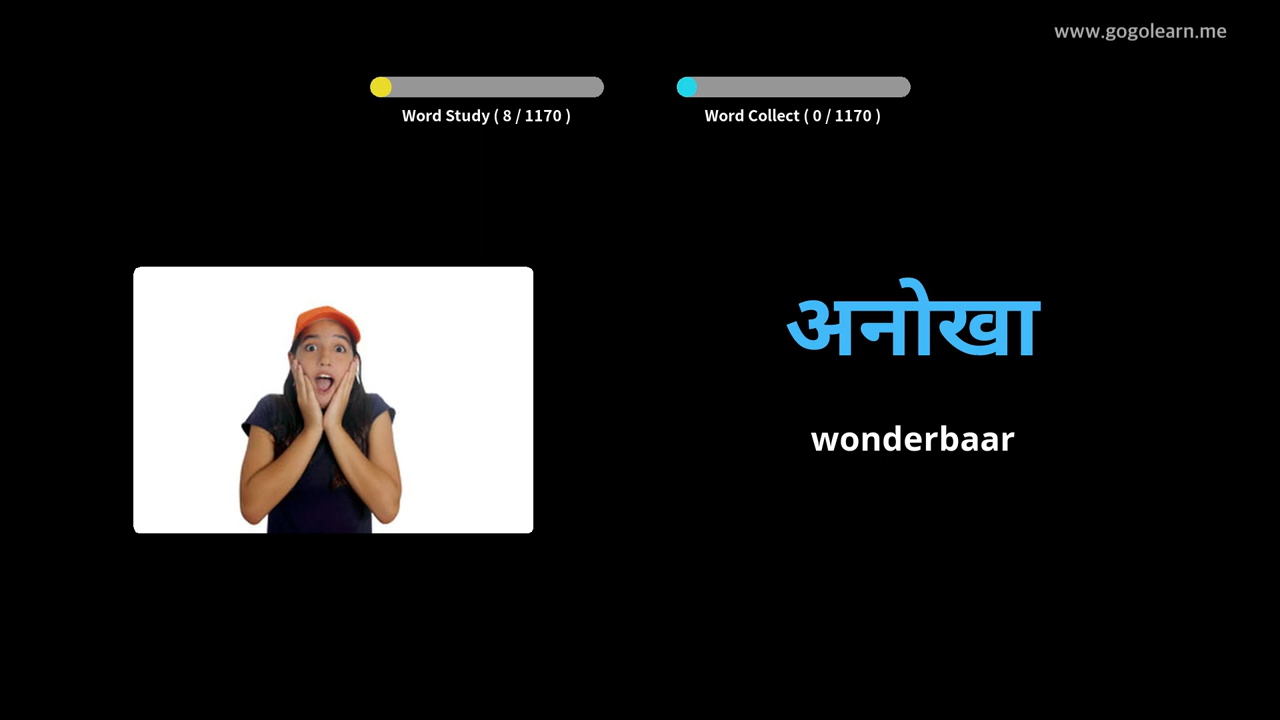 www.gogolearn.me
Word Study ( 8 / 1170 )
Word Collect ( 0 / 1170 )
अनोखा
wonderbaar